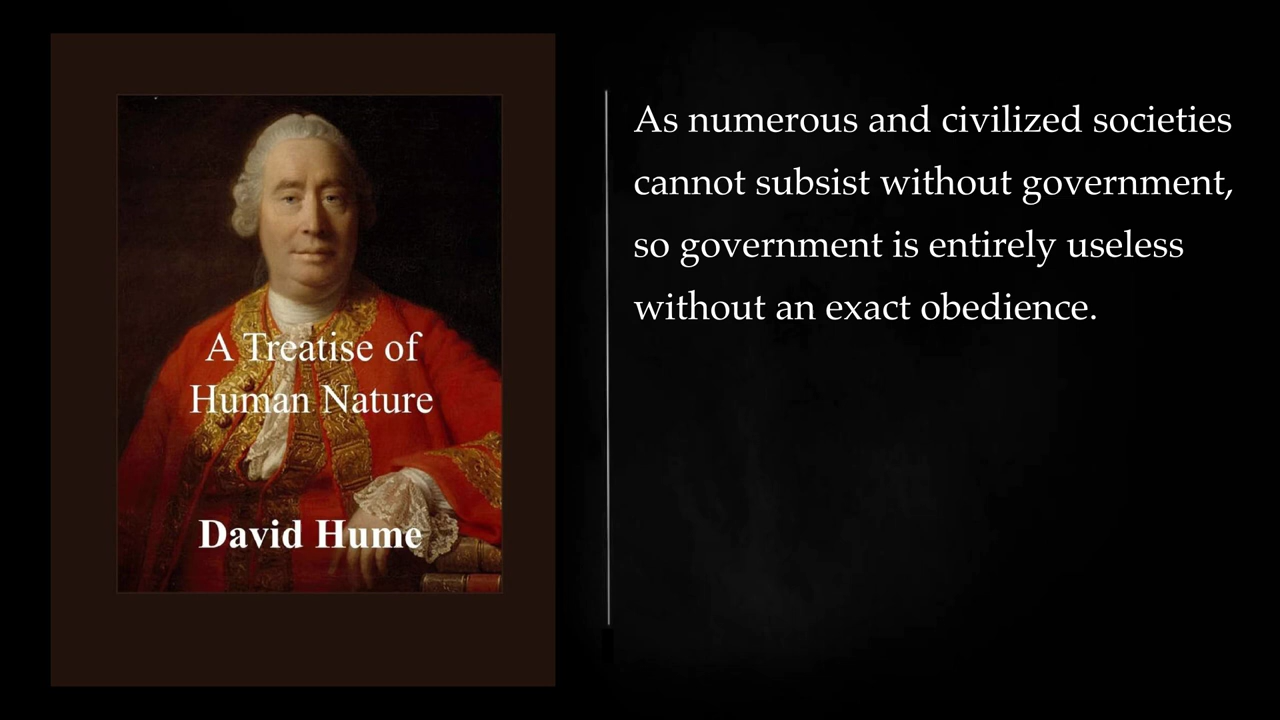 A Treatise of
Human Nature
David Hume
As numerous and civilized societies
cannot subsist without government,
so government is entirely useless
without an exact obedience.